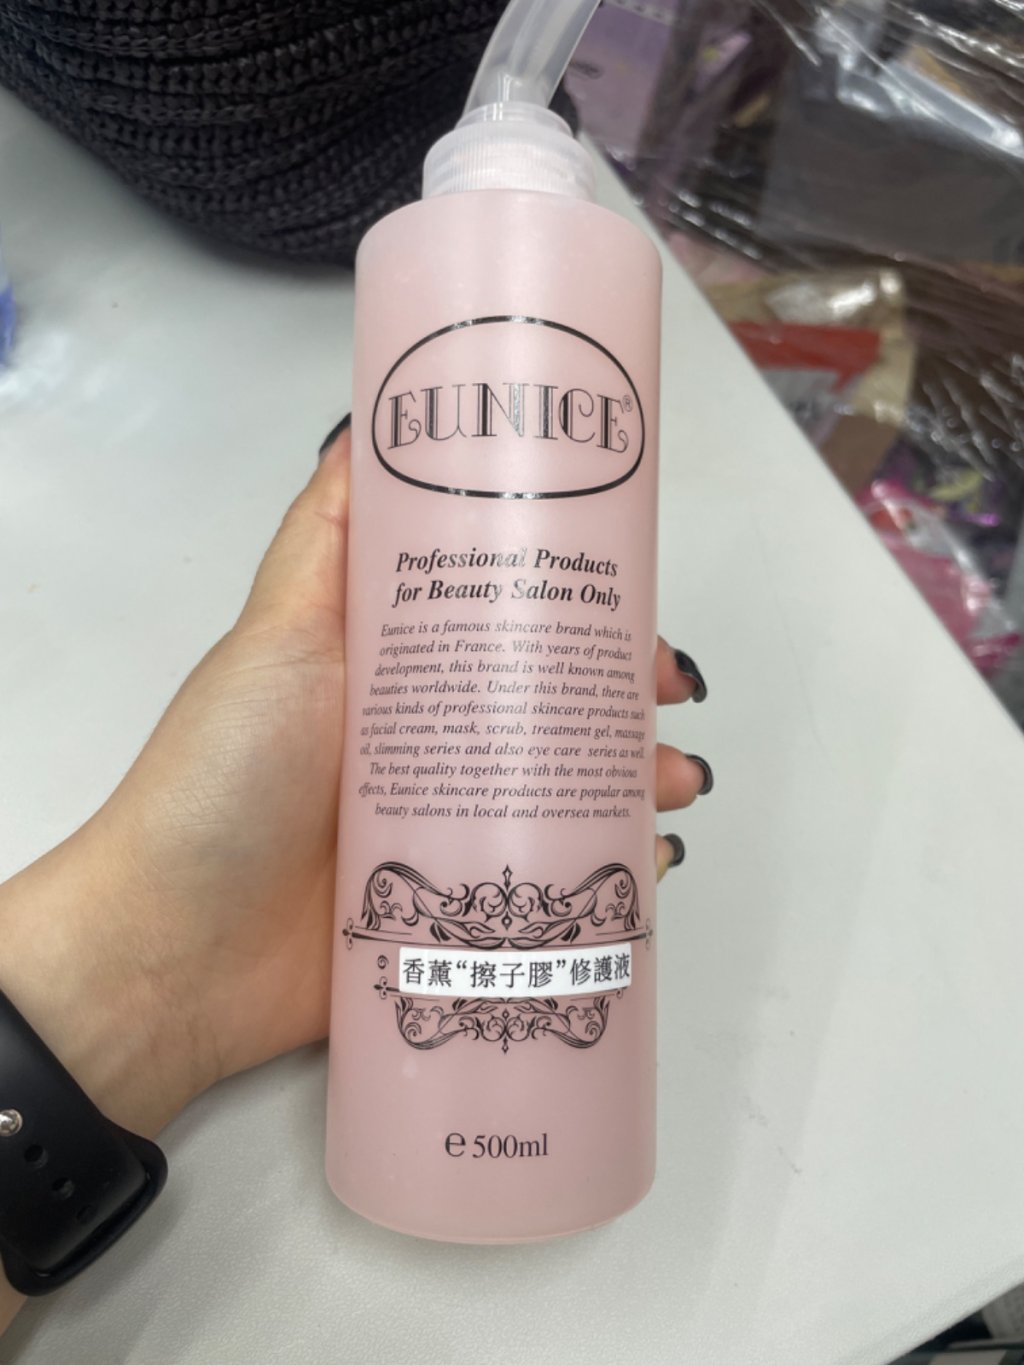 EUNICE®
Professional Products
for Beauty Salon Only
Eunice is a famous skincare brand which is
originated in France. With years of product
development, this brand is well known among
beauties worldwide. Under this brand, there are
various kinds of professional skincare products such
as facial cream, mask, scrub, treatment gel, massage
oil, slimming series and also eye care series as well.
The best quality together with the most obvious
effects, Eunice skincare products are popular among
beauty salons in local and oversea markets.
香薰“擦子膠”修護液
℮500ml